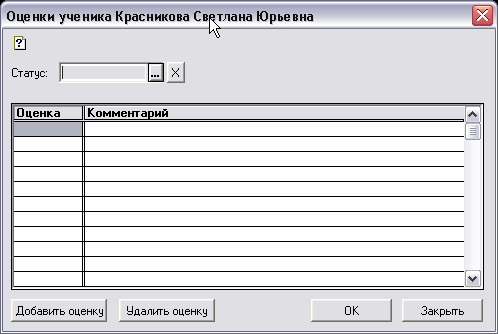 Оценки ученика Красникова Светлана Юрьевна
Статус: ... X
Оценка Комментарий
Добавить оценку Удалить оценку OK Закрыть